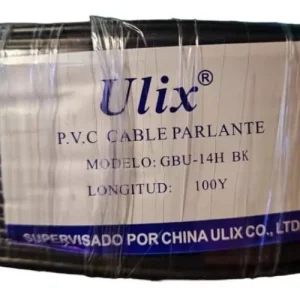 Ulix®
P.V.C CABLE PARLANTE
MODELO: GBU-14H BK
LONGITUD: 100Y
SUPERVISADO POR CHINA ULIX CO., LTD